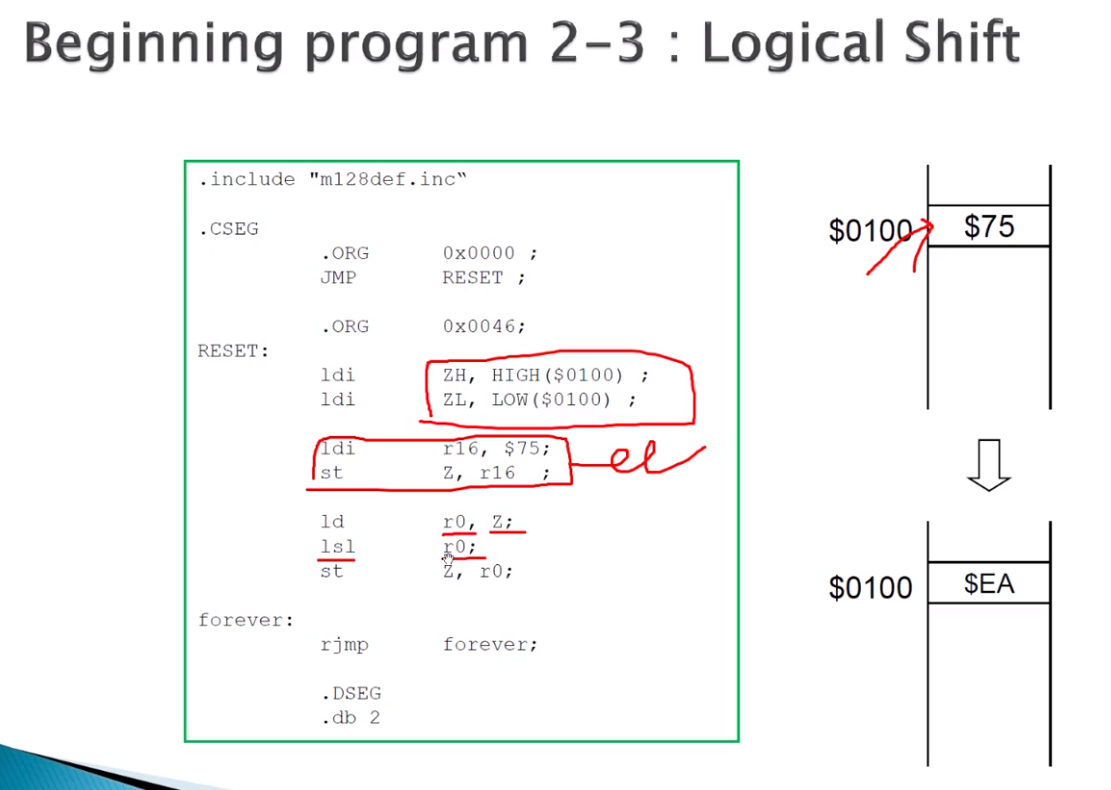 Beginning program 2-3 : Logical Shift
.include "m128def.inc“
.CSEG
.ORG 0x0000 ;
JMP RESET ;
.ORG 0x0046;
RESET:
ldi ZH, HIGH($0100) ;
ldi ZL, LOW($0100) ;
ldi r16, $75;
st Z, r16 ;
ld r0, Z;
lsl r0;
st Z, r0;
forever:
rjmp forever;
.DSEG
.db 2
$0100 $75
$0100 $EA